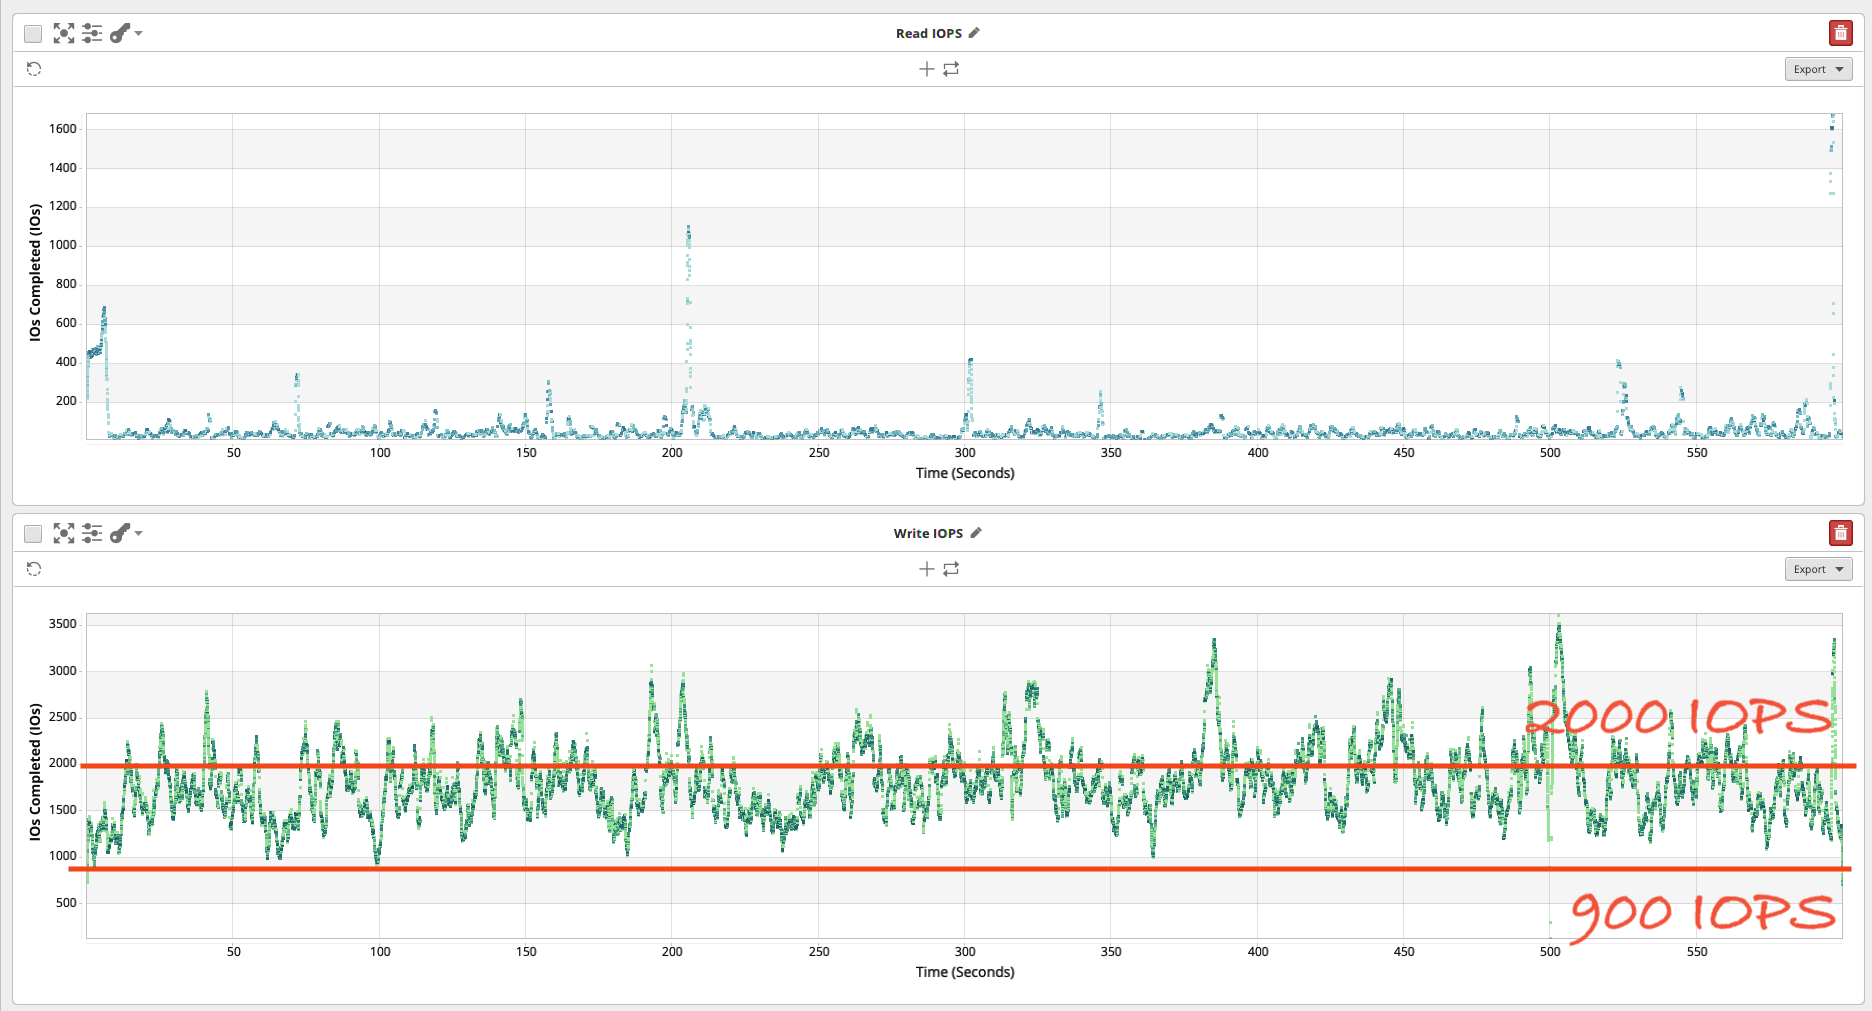 Read IOPS
Export
1600
1400
1200
1000
800
600
400
200
IOs Completed (IOs)
50 100 150 200 250 300 350 400 450 500 550
Time (Seconds)
Write IOPS
Export
3500
3000
2500
2000
1500
1000
500
IOs Completed (IOs)
2000 IOPS
900 IOPS
50 100 150 200 250 300 350 400 450 500 550
Time (Seconds)